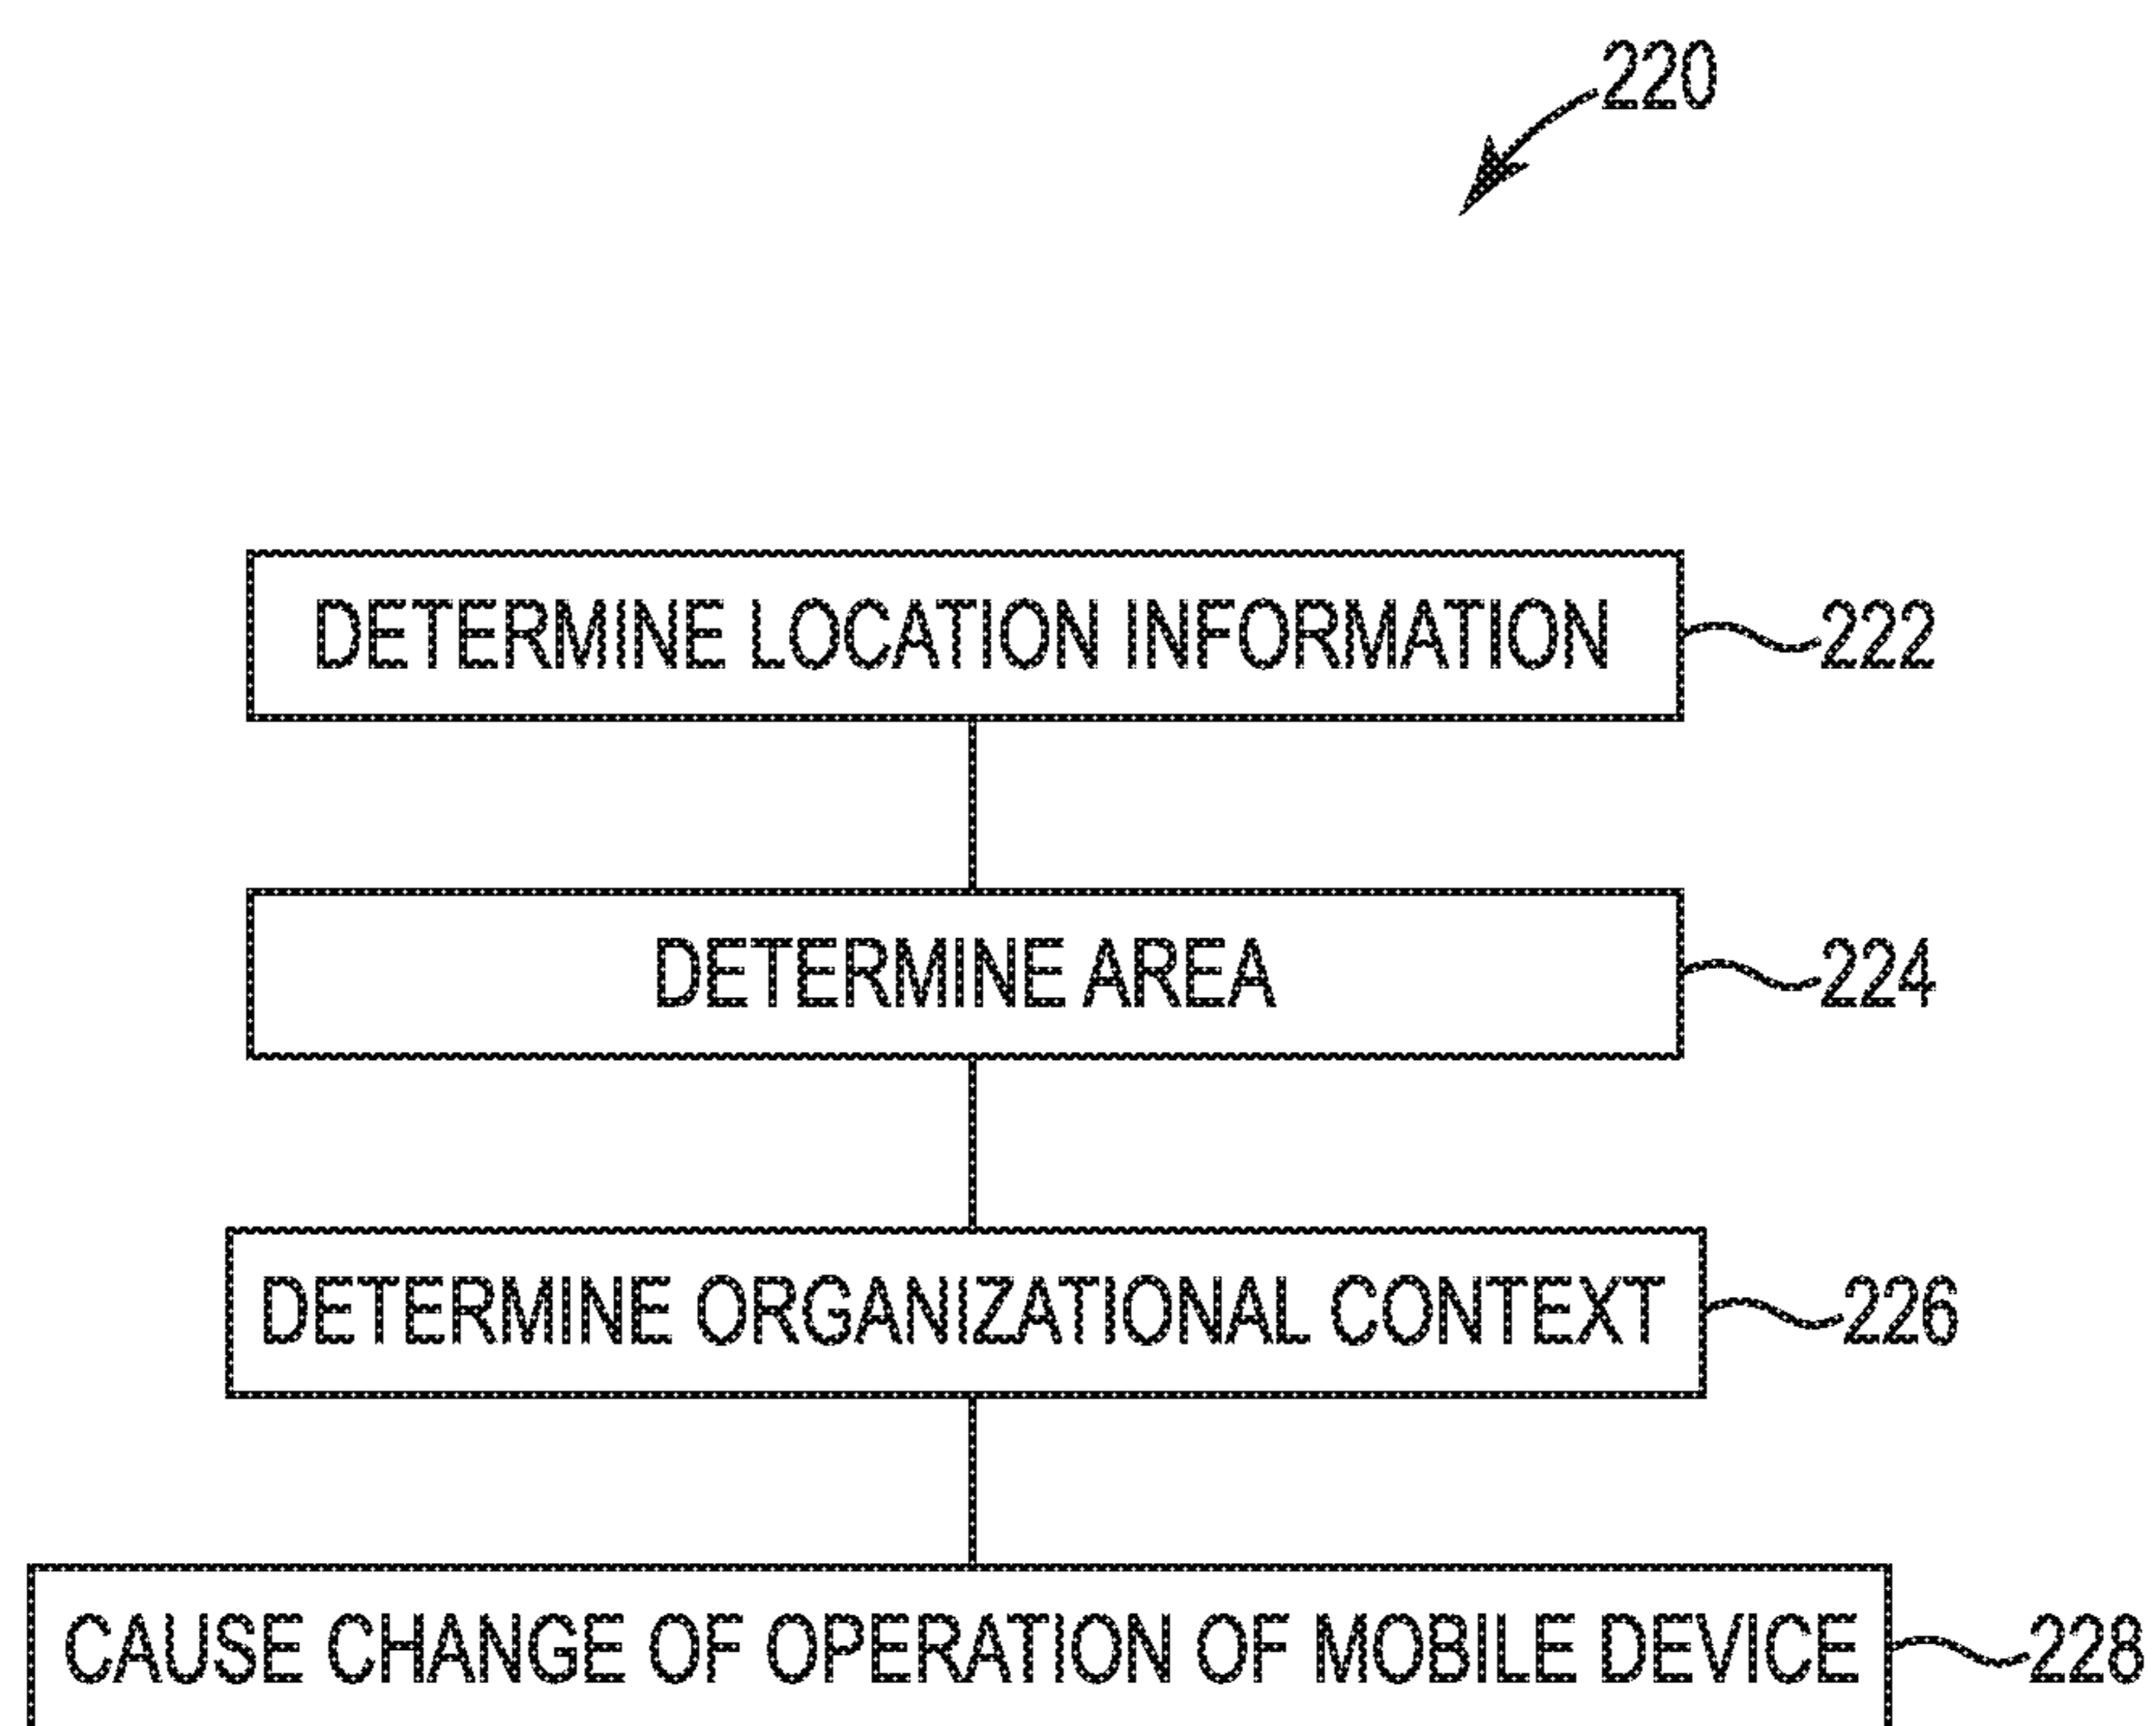 220
DETERMINE LOCATION INFORMATION 222
DETERMINE AREA 224
DETERMINE ORGANIZATIONAL CONTEXT 226
CAUSE CHANGE OF OPERATION OF MOBILE DEVICE 228